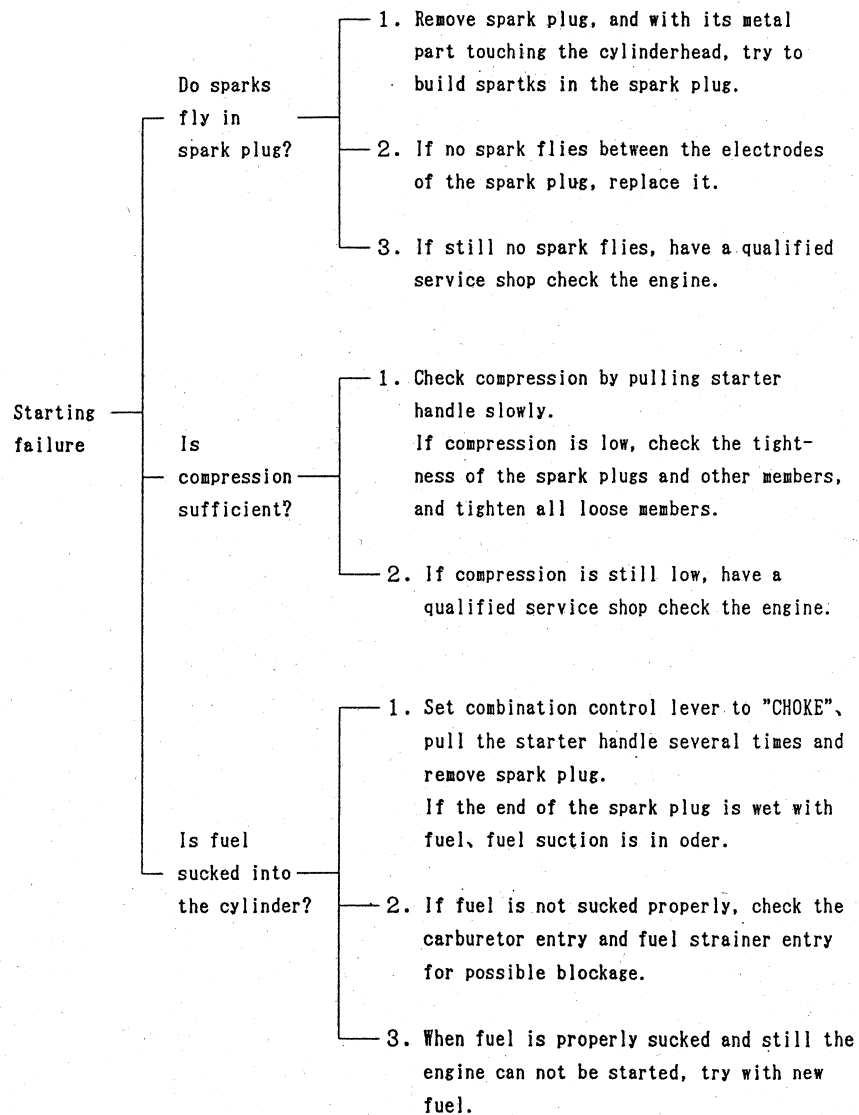 Starting
failure
Do sparks
fly in
spark plug?
1. Remove spark plug, and with its metal
part touching the cylinderhead, try to
build spartks in the spark plug.
2. If no spark flies between the electrodes
of the spark plug, replace it.
3. If still no spark flies, have a qualified
service shop check the engine.
Is
compression
sufficient?
1. Check compression by pulling starter
handle slowly.
If compression is low, check the tight-
ness of the spark plugs and other members,
and tighten all loose members.
2. If compression is still low, have a
qualified service shop check the engine.
Is fuel
sucked into
the cylinder?
1. Set combination control lever to "CHOKE"、
pull the starter handle several times and
remove spark plug.
If the end of the spark plug is wet with
fuel、fuel suction is in oder.
2. If fuel is not sucked properly, check the
carburetor entry and fuel strainer entry
for possible blockage.
3. When fuel is properly sucked and still the
engine can not be started, try with new
fuel.